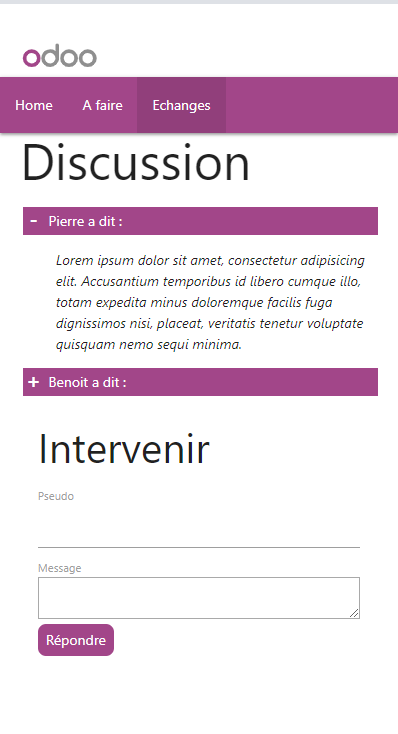 odoo
Home A faire Echanges
Discussion
- Pierre a dit :
Lorem ipsum dolor sit amet, consectetur adipisicing
elit. Accusantium temporibus id libero cumque illo,
totam expedita minus doloremque facilis fuga
dignissimos nisi, placeat, veritatis tenetur voluptate
quisquam nemo sequi minima.
+ Benoit a dit :
Intervenir
Pseudo
Message
Répondre